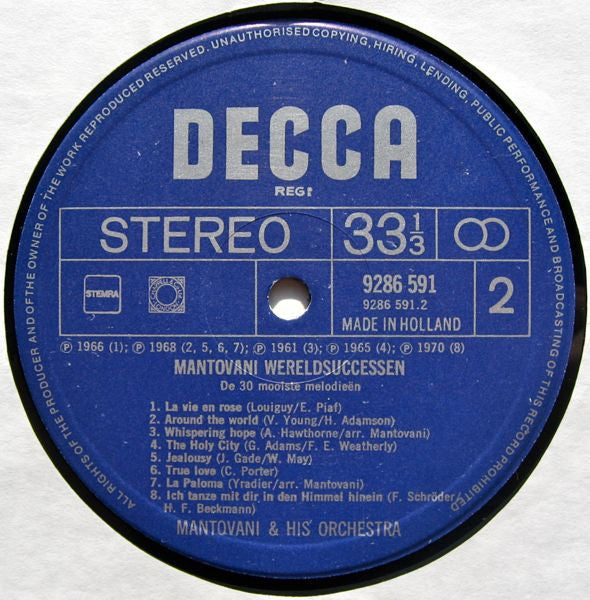 ALL RIGHTS OF THE PRODUCER AND OF THE OWNER OF THE WORK REPRODUCED RESERVED. UNAUTHORISED COPYING, HIRING, LENDING, PUBLIC PERFORMANCE AND BROADCASTING OF THIS RECORD PROHIBITED
DECCA
REGD
STEREO
33 1/3
STEMRA
9286 591
9286 591.2
MADE IN HOLLAND
2
Ⓟ 1966 (1); Ⓟ 1968 (2, 5, 6, 7); Ⓟ 1961 (3); Ⓟ 1965 (4); Ⓟ 1970 (8)
MANTOVANI WERELDSUCCESSEN
De 30 mooiste melodieën
1. La vie en rose (Louiguy/E. Piaf)
2. Around the world (V. Young/H. Adamson)
3. Whispering hope (A. Hawthorne/arr. Mantovani)
4. The Holy City (G. Adams/F. E. Weatherly)
5. Jealousy (J. Gade/W. May)
6. True love (C. Porter)
7. La Paloma (Yradier/arr. Mantovani)
8. Ich tanze mit dir in den Himmel hinein (F. Schröder/
H. F. Beckmann)
MANTOVANI & HIS ORCHESTRA